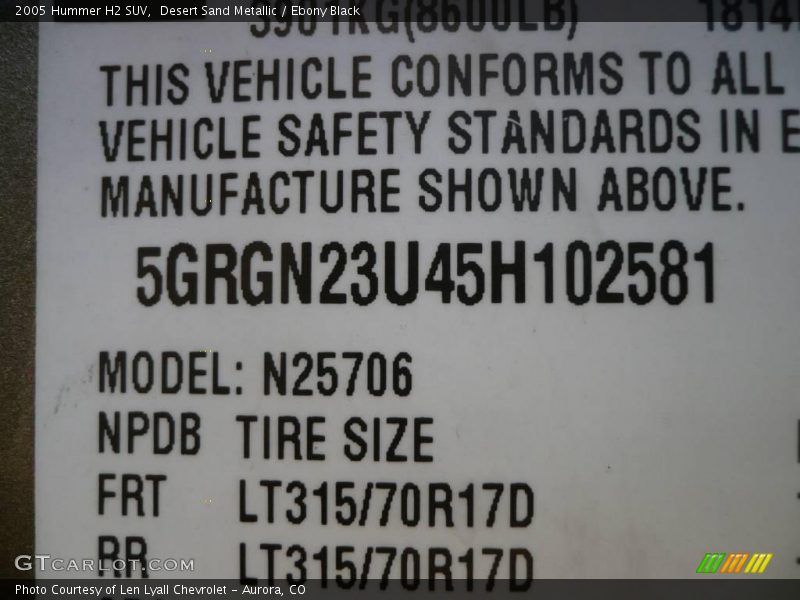 2005 Hummer H2 SUV, Desert Sand Metallic / Ebony Black
3901KG(8600LB)
THIS VEHICLE CONFORMS TO ALL
VEHICLE SAFETY STANDARDS IN E
MANUFACTURE SHOWN ABOVE.
5GRGN23U45H102581
MODEL: N25706
NPDB TIRE SIZE
FRT LT315/70R17D
RR LT315/70R17D
GTCARLOT.COM
Photo Courtesy of Len Lyall Chevrolet - Aurora, CO